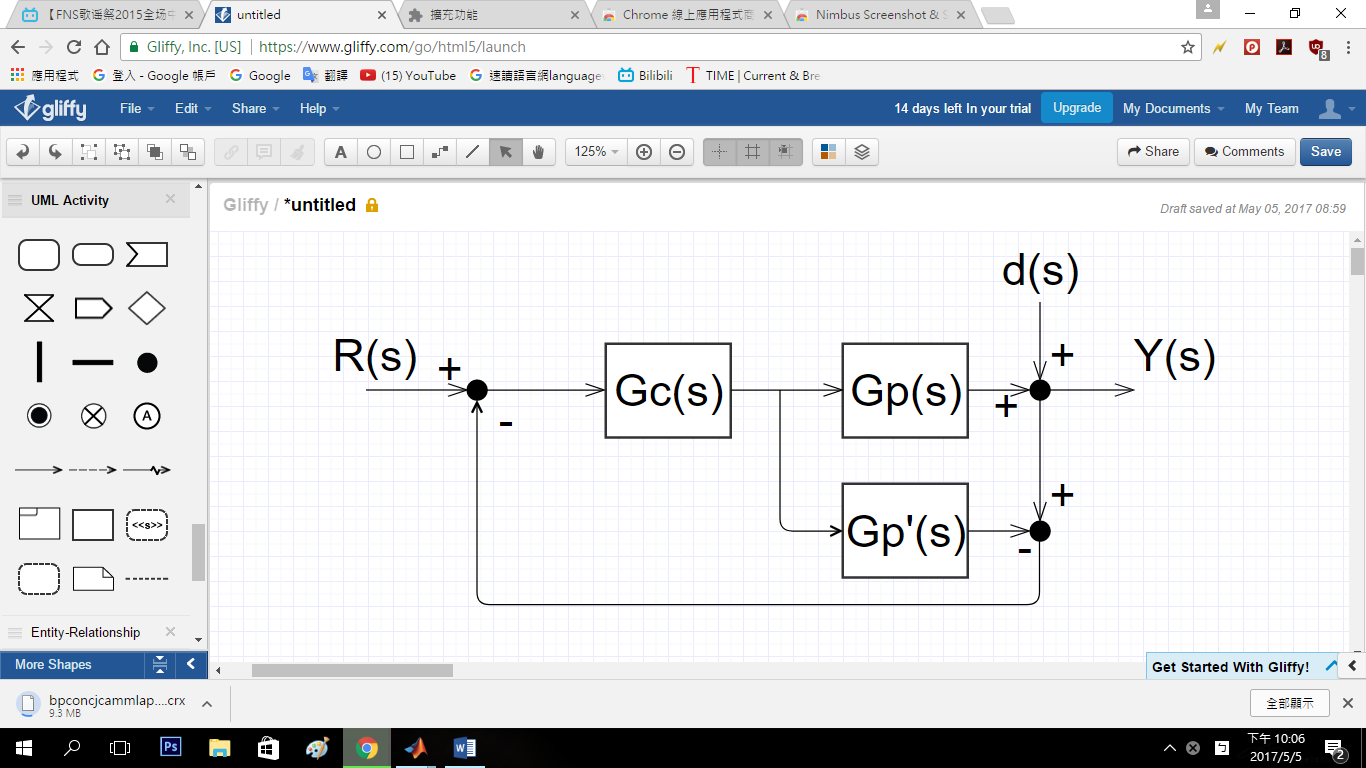 【FNS歌谣祭2015全场中
untitled
擴充功能
Chrome 線上應用程式商
Nimbus Screenshot & S
Gliffy, Inc. [US] | https://www.gliffy.com/go/html5/launch
應用程式
登入 - Google 帳戶
Google
翻譯
(15) YouTube
速讀語言網language
Bilibili
TIME | Current & Bre
8
gliffy
File
Edit
Share
Help
14 days left In your trial
Upgrade
My Documents
My Team
A
125%
Share
Comments
Save
UML Activity
Gliffy / *untitled
Draft saved at May 05, 2017 08:59
A
<<s>>
Entity-Relationship
More Shapes
d(s)
R(s)
+
-
Gc(s)
Gp(s)
+
+
Y(s)
Gp'(s)
+
-
Get Started With Gliffy!
bpconcjcammlap....crx
9.3 MB
全部顯示
Ps
下午 10:06
2017/5/5
2